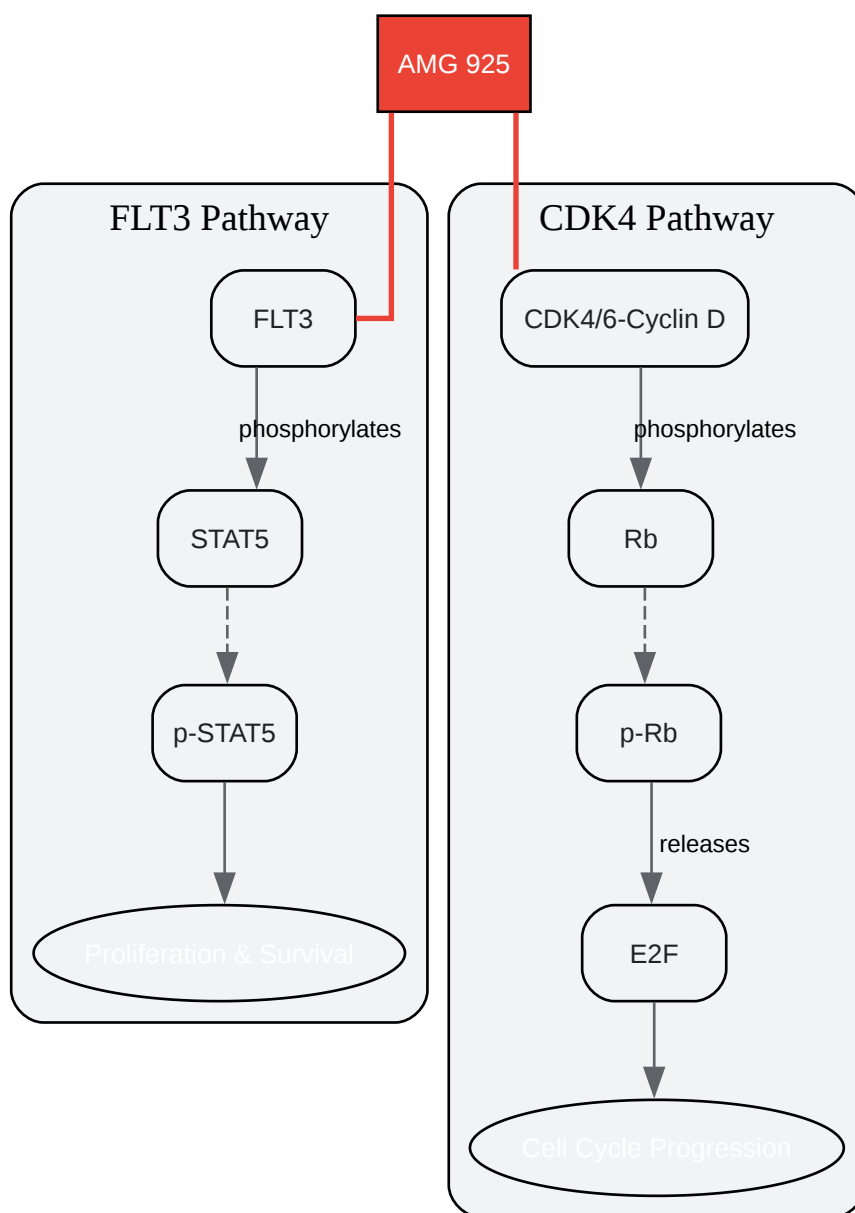 AMG 925
FLT3 Pathway
FLT3
phosphorylates
STAT5
p-STAT5
Proliferation & Survival
CDK4 Pathway
CDK4/6-Cyclin D
phosphorylates
Rb
p-Rb
releases
E2F
Cell Cycle Progression